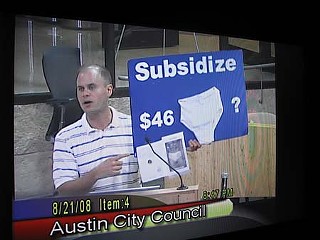 Subsidize
$46
?
8/21/08 Item:4
Austin City Council